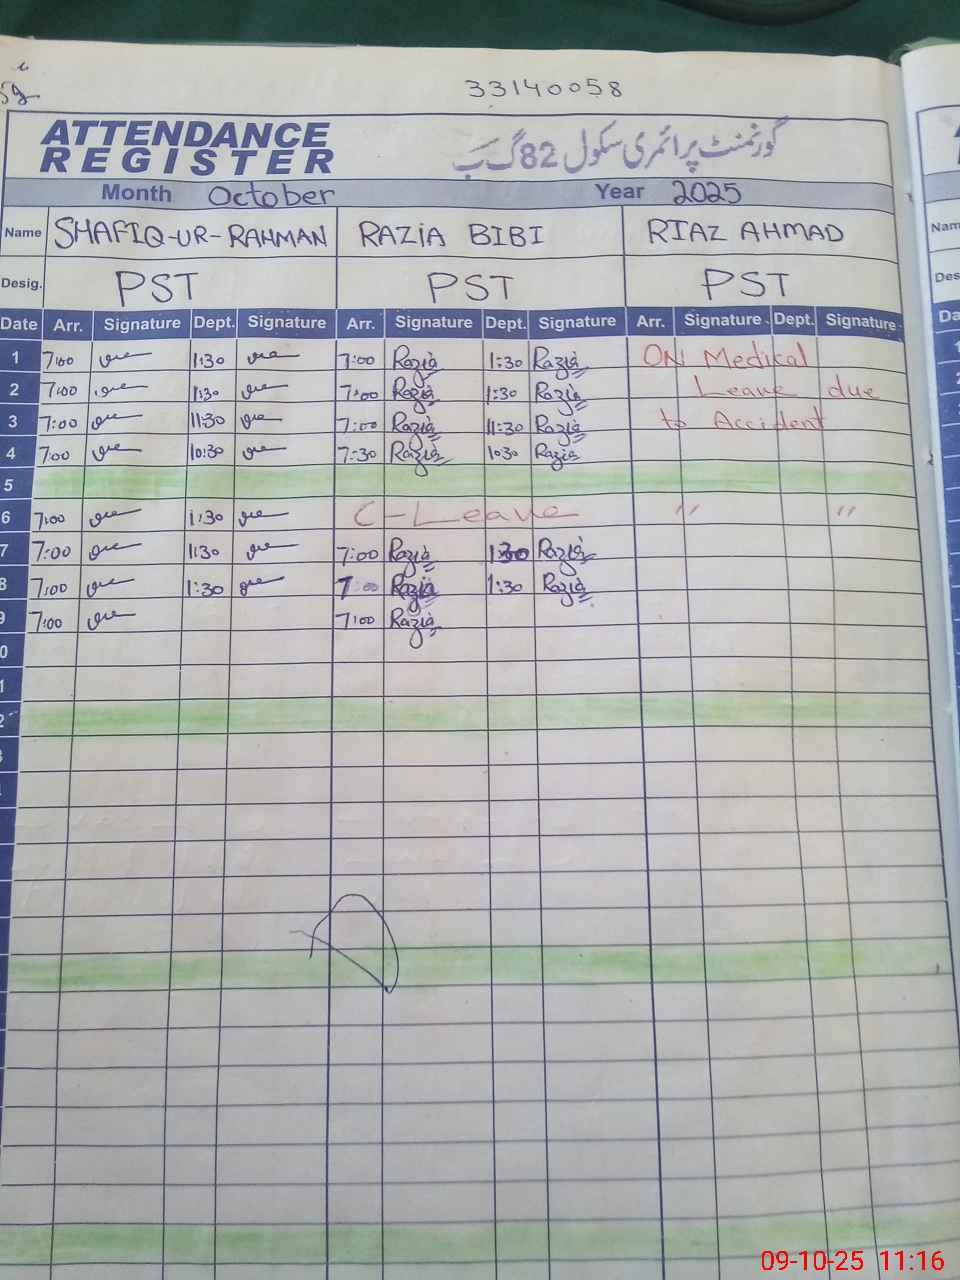 33140058
ATTENDANCE
REGISTER
گورنمنٹ پرائمری سکول 82 گ ب
Month October Year 2025
Name SHAFIQ-UR-RAHMAN RAZIA BIBI RIAZ AHMAD
Desig. PST PST PST
Date Arr. Signature Dept. Signature Arr. Signature Dept. Signature Arr. Signature Dept. Signature
1 7:00 1:30 7:00 Razia 1:30 Razia ON Medical
2 7:00 1:30 7:00 Razia 1:30 Razia Leave due
3 7:00 11:30 7:00 Razia 11:30 Razia to Accident
4 7:00 10:30 7:30 Razia 10:30 Razia
5
6 7:00 1:30 C-Leave " "
7 7:00 1:30 7:00 Razia 1:30 Razia
8 7:00 1:30 7:00 Razia 1:30 Razia
9 7:00 7:00 Razia
0
1
2
09-10-25 11:16